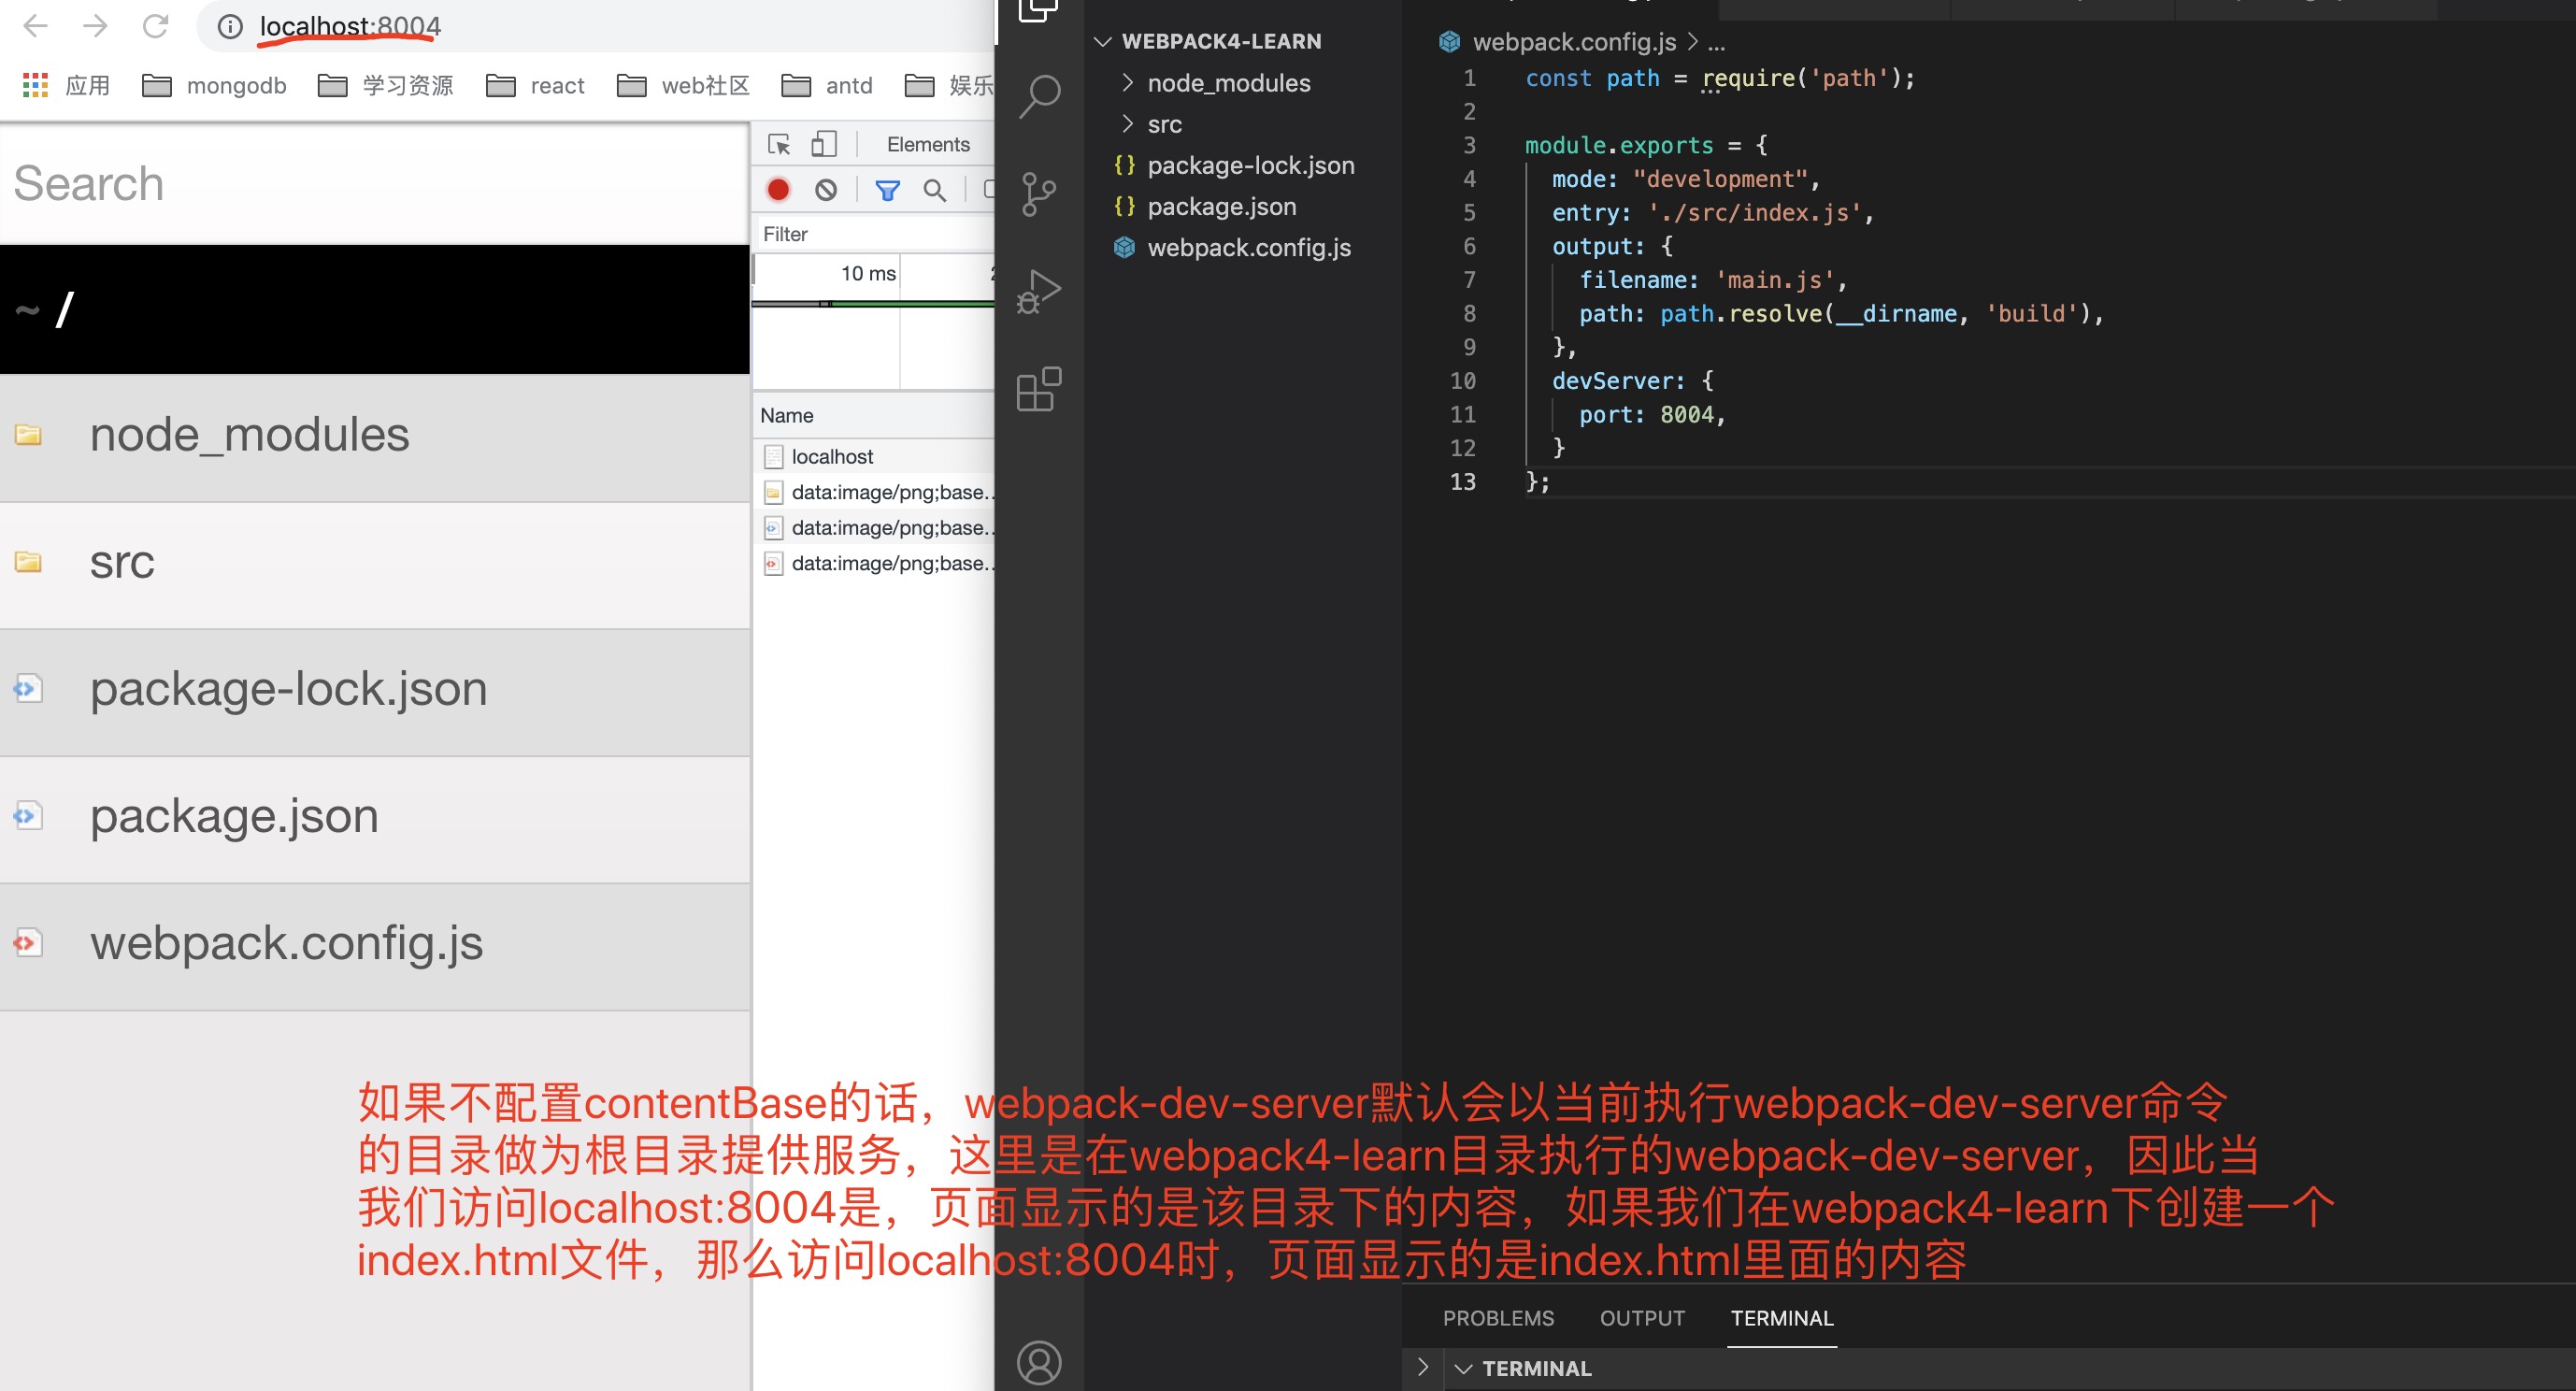 localhost:8004
应用 mongodb 学习资源 react web社区 antd 娱乐
Search
~ /
node_modules
src
package-lock.json
package.json
webpack.config.js
Elements
Filter
10 ms
Name
localhost
data:image/png;base..
data:image/png;base..
data:image/png;base..
WEBPACK4-LEARN
node_modules
src
{} package-lock.json
{} package.json
webpack.config.js
webpack.config.js > ...
1 const path = require('path');
2
3 module.exports = {
4 mode: "development",
5 entry: './src/index.js',
6 output: {
7 filename: 'main.js',
8 path: path.resolve(__dirname, 'build'),
9 },
10 devServer: {
11 port: 8004,
12 }
13 };
如果不配置contentBase的话，webpack-dev-server默认会以当前执行webpack-dev-server命令
的目录做为根目录提供服务，这里是在webpack4-learn目录执行的webpack-dev-server，因此当
我们访问localhost:8004是，页面显示的是该目录下的内容，如果我们在webpack4-learn下创建一个
index.html文件，那么访问localhost:8004时，页面显示的是index.html里面的内容
PROBLEMS OUTPUT TERMINAL
TERMINAL